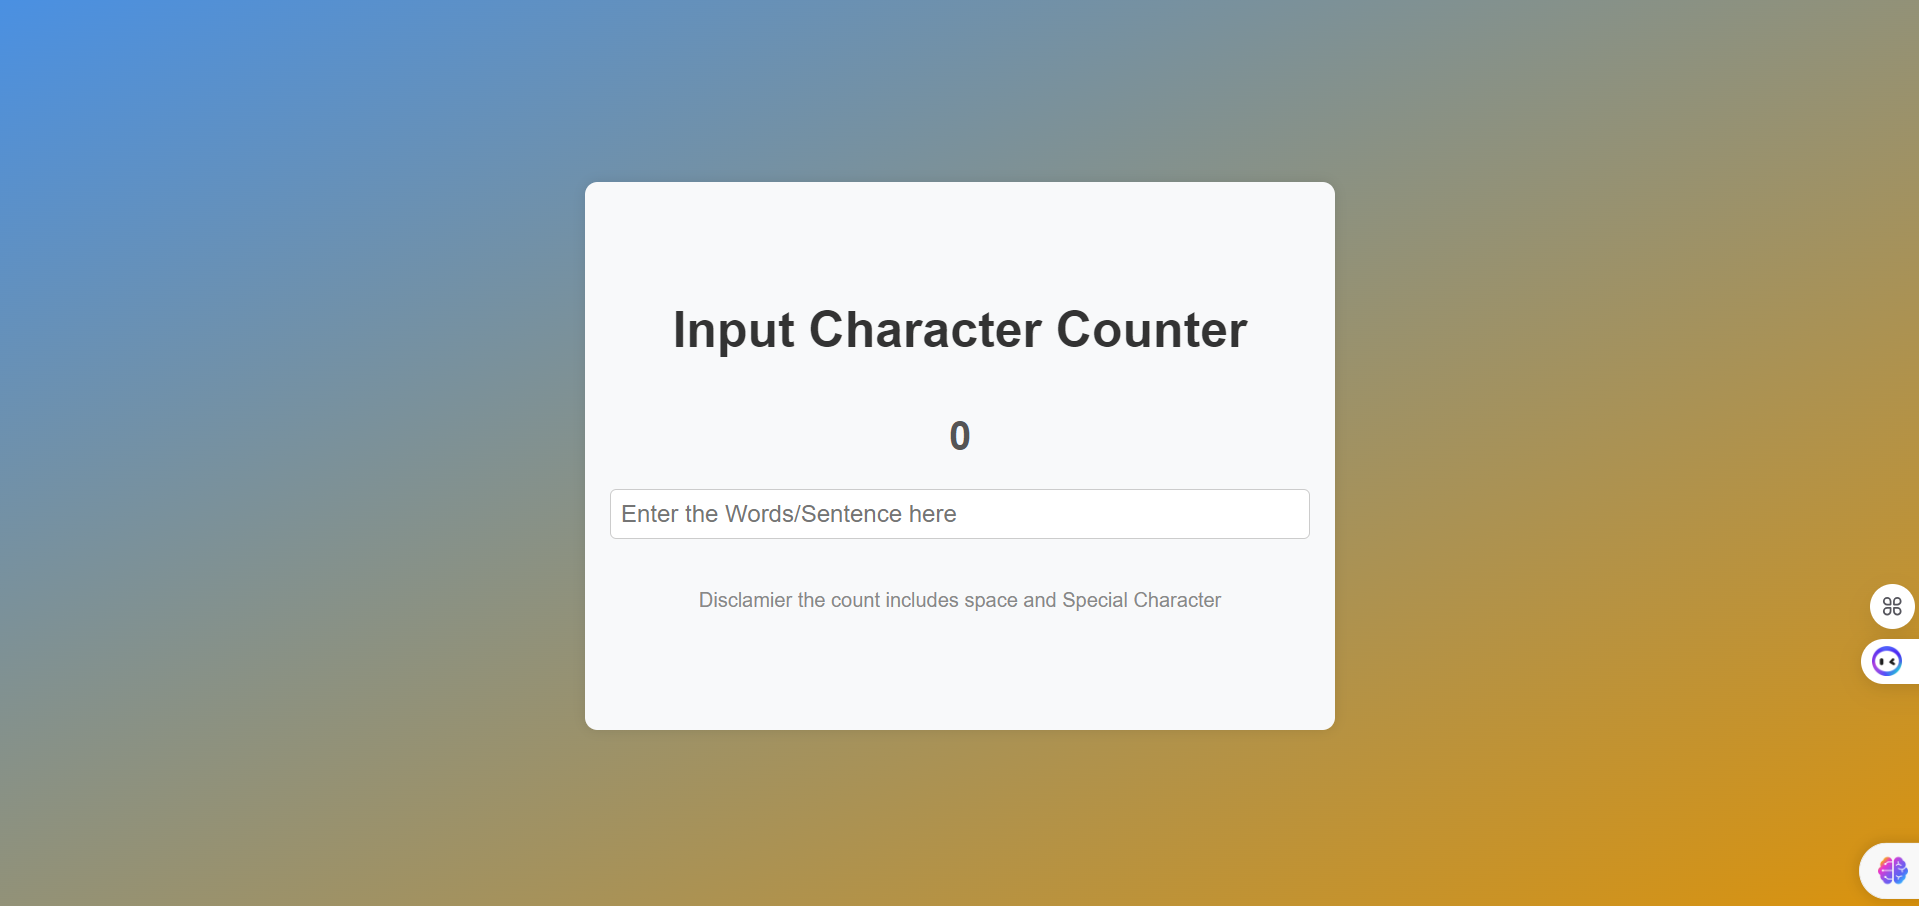 Input Character Counter
0
Enter the Words/Sentence here
Disclamier the count includes space and Special Character